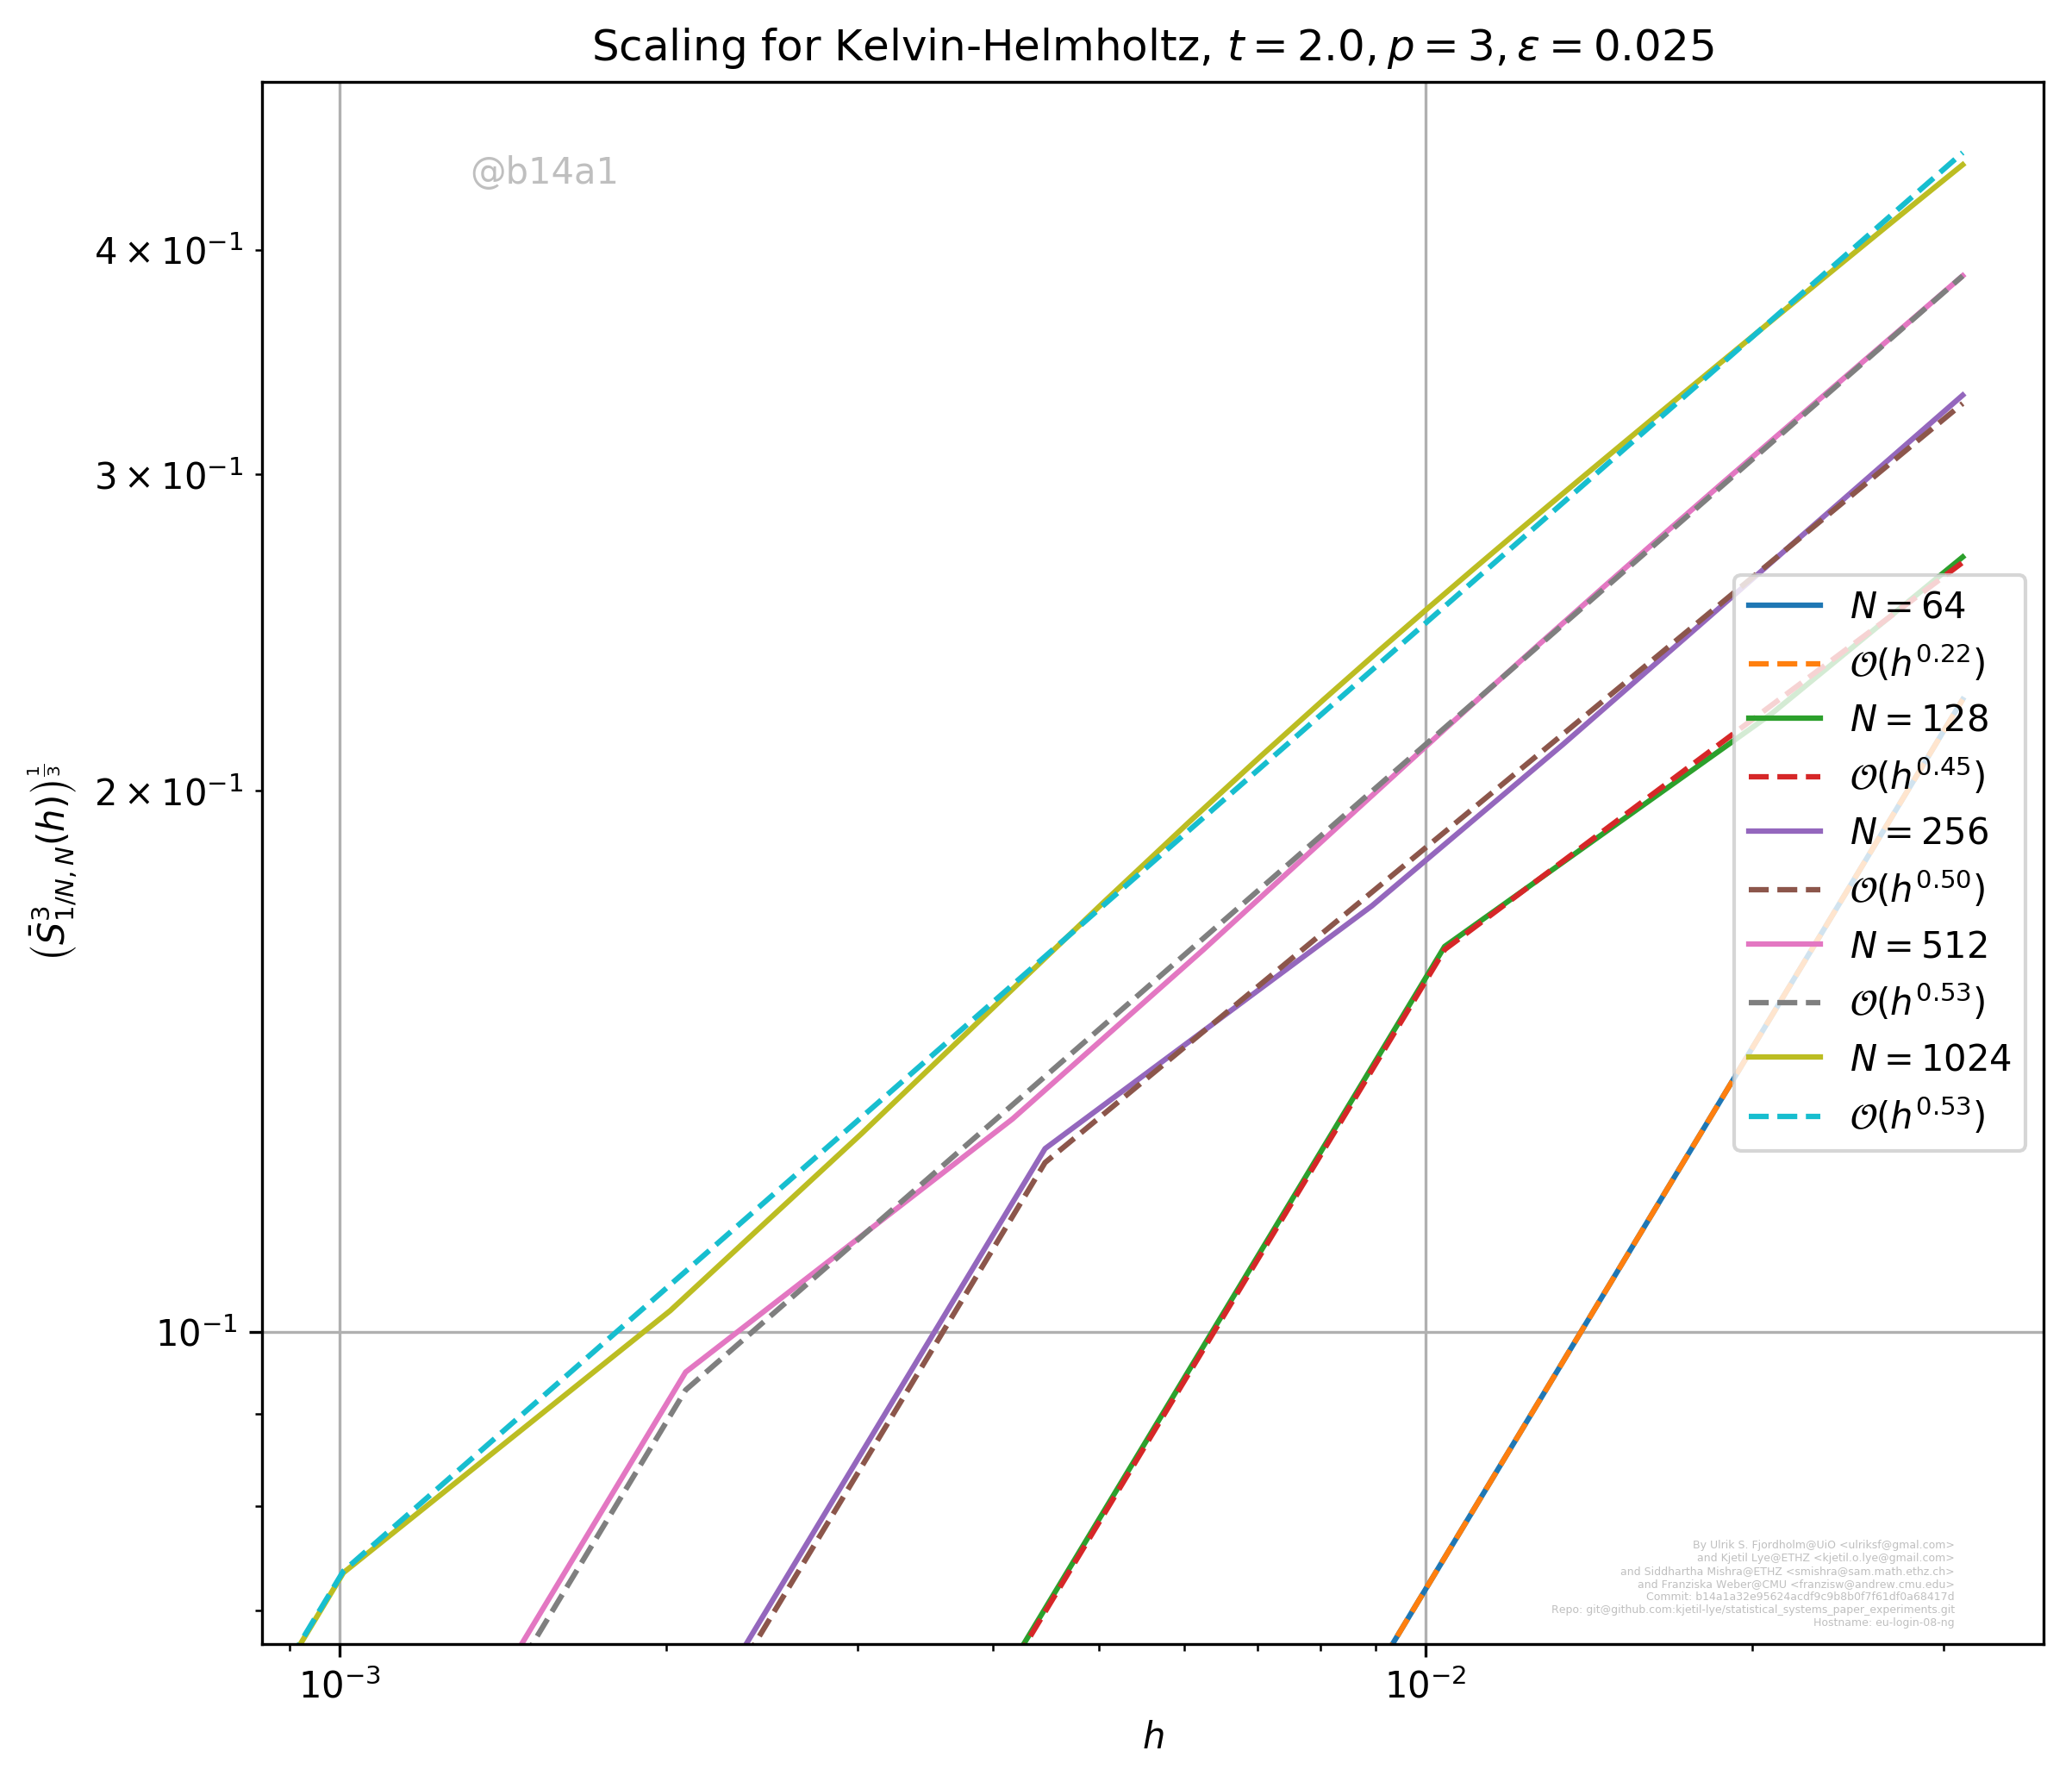 Scaling for Kelvin-Helmholtz, t = 2.0, p = 3, ε = 0.025
@b14a1
4 × 10⁻¹
3 × 10⁻¹
2 × 10⁻¹
10⁻¹
(S̄³₁/N, N(h))^(1/3)
N = 64
𝒪(h^0.22)
N = 128
𝒪(h^0.45)
N = 256
𝒪(h^0.50)
N = 512
𝒪(h^0.53)
N = 1024
𝒪(h^0.53)
By Ulrik S. Fjordholm@UiO <ulriksf@gmal.com>
and Kjetil Lye@ETHZ <kjetil.o.lye@gmail.com>
and Siddhartha Mishra@ETHZ <smishra@sam.math.ethz.ch>
and Franziska Weber@CMU <franzisw@andrew.cmu.edu>
Commit: b14a1a32e95624acdf9c9b8b0f7f61df0a68417d
Repo: git@github.com:kjetil-lye/statistical_systems_paper_experiments.git
Hostname: eu-login-08-ng
10⁻³
10⁻²
h